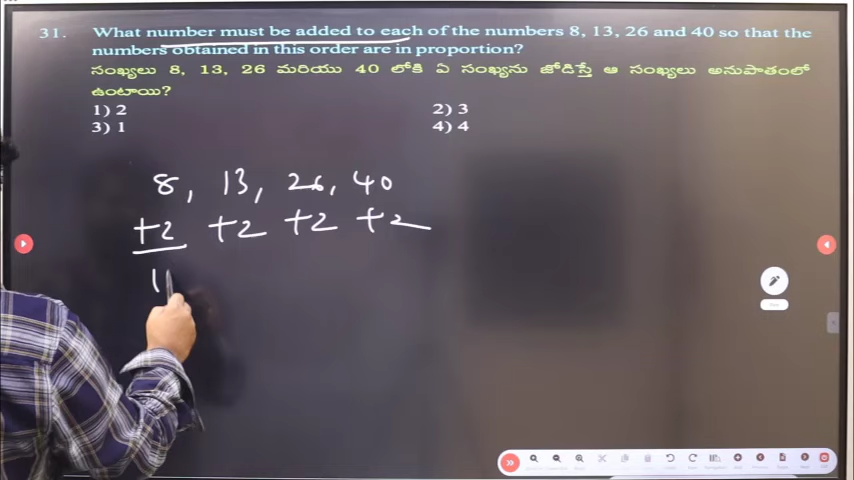 31. What number must be added to each of the numbers 8, 13, 26 and 40 so that the
numbers obtained in this order are in proportion?
సంఖ్యలు 8, 13, 26 మరియు 40 లోకి ఏ సంఖ్యను జోడిస్తే ఆ సంఖ్యలు అనుపాతంలో
ఉంటాయి?
1) 2 2) 3
3) 1 4) 4
8, 13, 26, 40
+2 +2 +2 +2
1